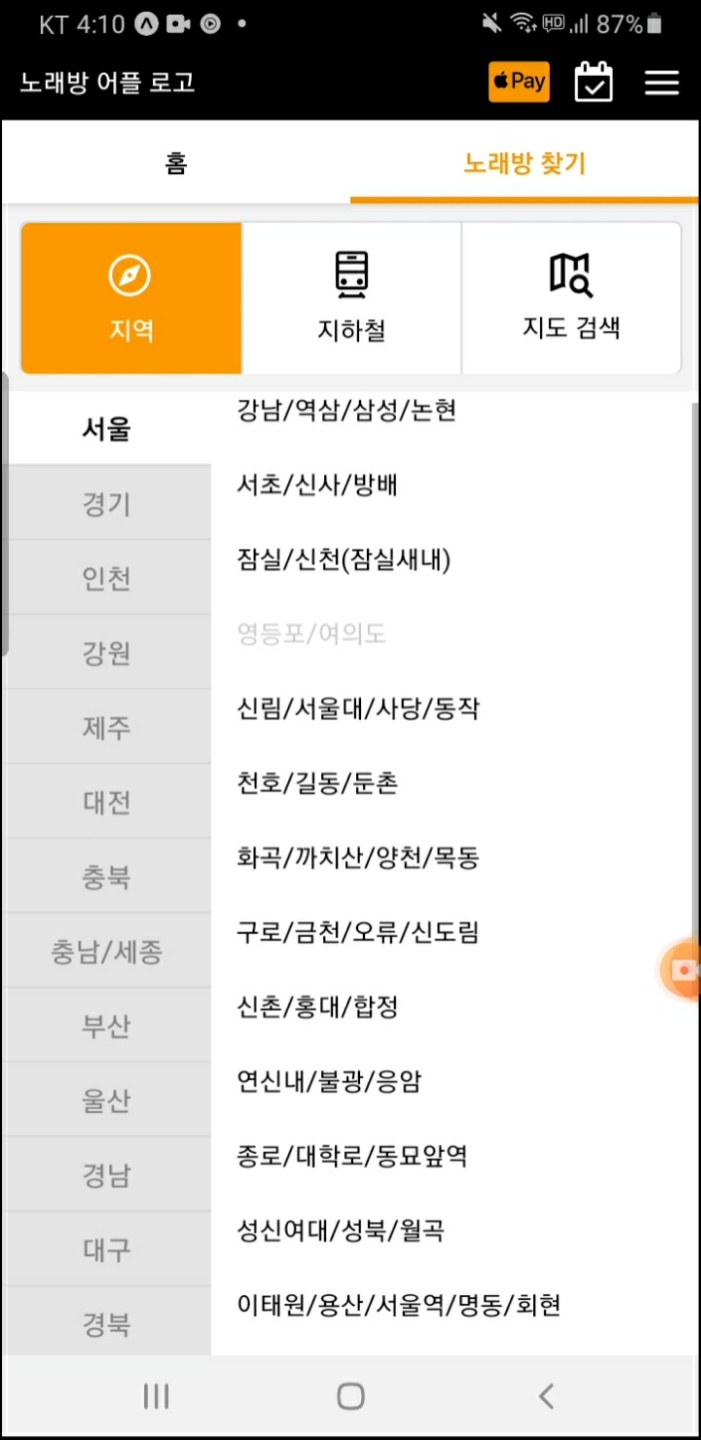 KT 4:10
HD
87%
노래방 어플 로고
Pay
홈
노래방 찾기
지역
지하철
지도 검색
서울
경기
인천
강원
제주
대전
충북
충남/세종
부산
울산
경남
대구
경북
강남/역삼/삼성/논현
서초/신사/방배
잠실/신천(잠실새내)
영등포/여의도
신림/서울대/사당/동작
천호/길동/둔촌
화곡/까치산/양천/목동
구로/금천/오류/신도림
신촌/홍대/합정
연신내/불광/응암
종로/대학로/동묘앞역
성신여대/성북/월곡
이태원/용산/서울역/명동/회현